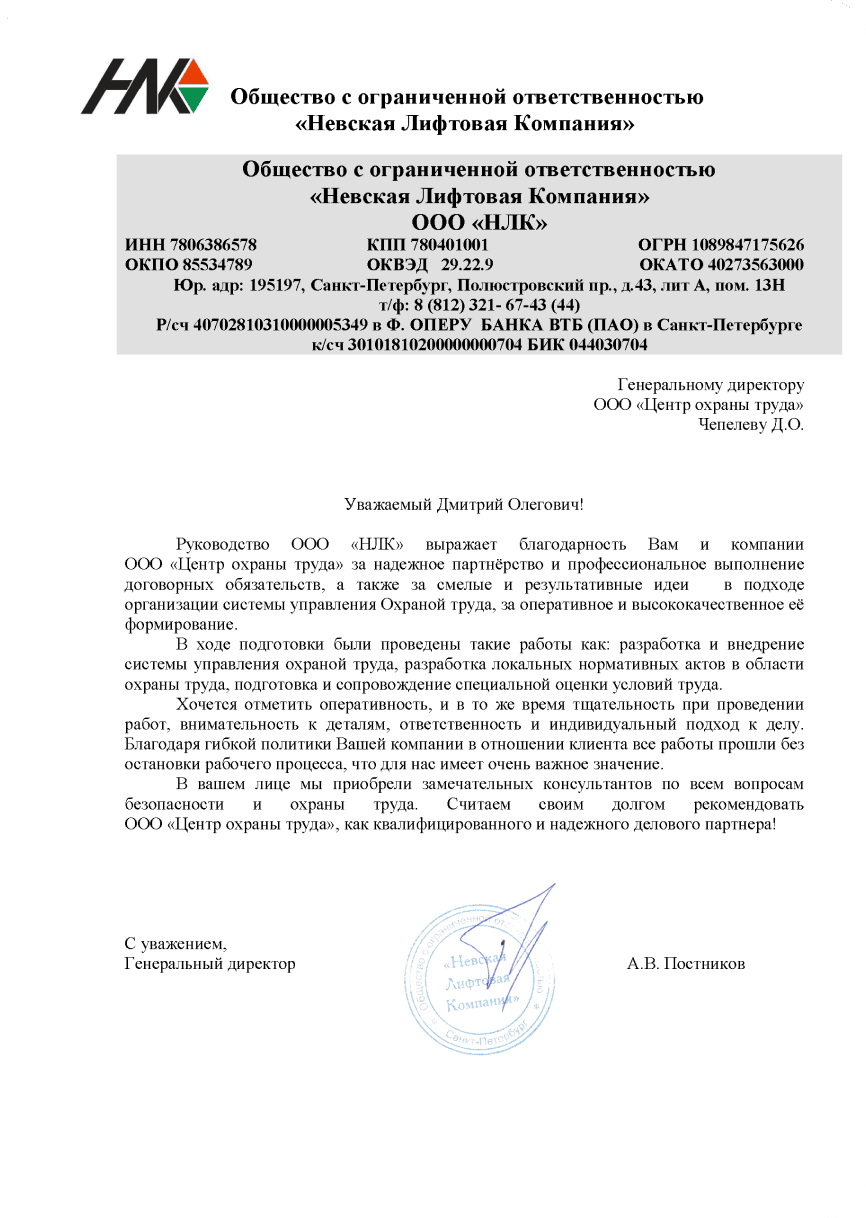 НЛК
Общество с ограниченной ответственностью
«Невская Лифтовая Компания»
Общество с ограниченной ответственностью
«Невская Лифтовая Компания»
ООО «НЛК»
ИНН 7806386578 КПП 780401001 ОГРН 1089847175626
ОКПО 85534789 ОКВЭД 29.22.9 ОКАТО 40273563000
Юр. адр: 195197, Санкт-Петербург, Полюстровский пр., д.43, лит А, пом. 13Н
т/ф: 8 (812) 321- 67-43 (44)
Р/сч 40702810310000005349 в Ф. ОПЕРУ БАНКА ВТБ (ПАО) в Санкт-Петербурге
к/сч 30101810200000000704 БИК 044030704
Генеральному директору
ООО «Центр охраны труда»
Чепелеву Д.О.
Уважаемый Дмитрий Олегович!
Руководство ООО «НЛК» выражает благодарность Вам и компании
ООО «Центр охраны труда» за надежное партнёрство и профессиональное выполнение
договорных обязательств, а также за смелые и результативные идеи в подходе
организации системы управления Охраной труда, за оперативное и высококачественное её
формирование.
В ходе подготовки были проведены такие работы как: разработка и внедрение
системы управления охраной труда, разработка локальных нормативных актов в области
охраны труда, подготовка и сопровождение специальной оценки условий труда.
Хочется отметить оперативность, и в то же время тщательность при проведении
работ, внимательность к деталям, ответственность и индивидуальный подход к делу.
Благодаря гибкой политики Вашей компании в отношении клиента все работы прошли без
остановки рабочего процесса, что для нас имеет очень важное значение.
В вашем лице мы приобрели замечательных консультантов по всем вопросам
безопасности и охраны труда. Считаем своим долгом рекомендовать
ООО «Центр охраны труда», как квалифицированного и надежного делового партнера!
С уважением,
Генеральный директор А.В. Постников
Общество с ограниченной
«Невская
Лифтовая
Компания»
Санкт-Петербург